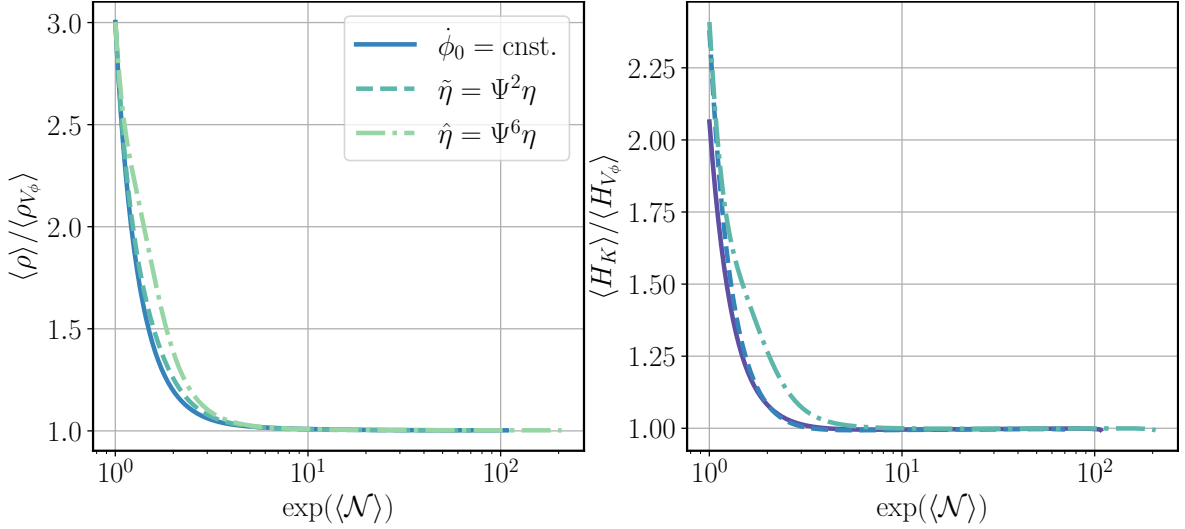 3.0
2.5
2.0
1.5
1.0
⟨ρ⟩/⟨ρ_{V_ϕ}⟩
10^0
10^1
10^2
exp(⟨𝒩⟩)
ϕ̇_0 = cnst.
η̃ = Ψ^2η
η̂ = Ψ^6η
2.25
2.00
1.75
1.50
1.25
1.00
⟨H_K⟩/⟨H_{V_ϕ}⟩
10^0
10^1
10^2
exp(⟨𝒩⟩)